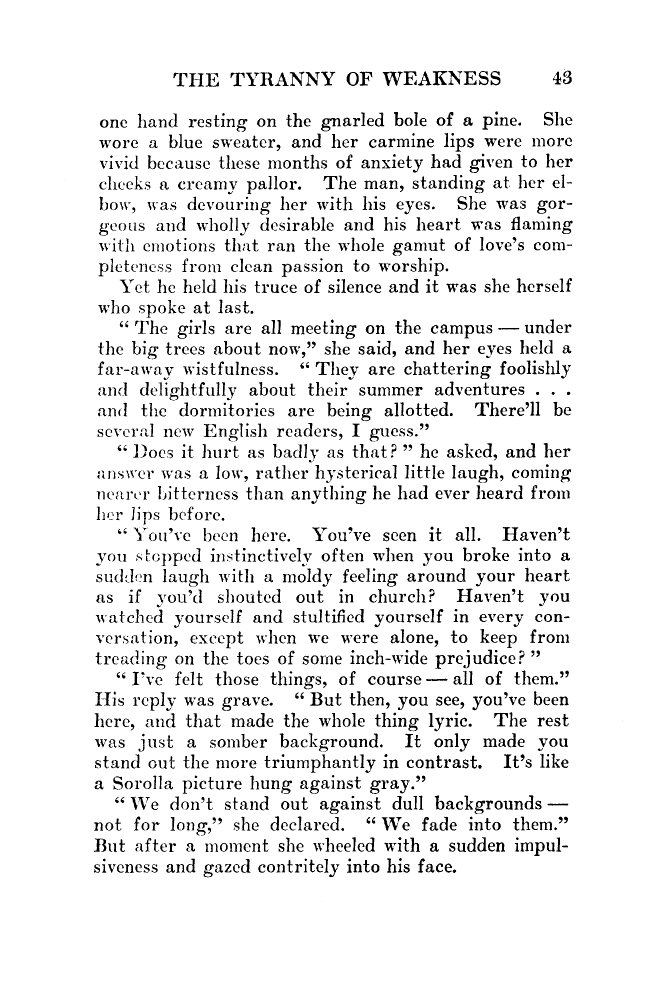 THE TYRANNY OF WEAKNESS 43
one hand resting on the gnarled bole of a pine. She
wore a blue sweater, and her carmine lips were more
vivid because these months of anxiety had given to her
cheeks a creamy pallor. The man, standing at her el-
bow, was devouring her with his eyes. She was gor-
geous and wholly desirable and his heart was flaming
with emotions that ran the whole gamut of love's com-
pleteness from clean passion to worship.
Yet he held his truce of silence and it was she herself
who spoke at last.
“ The girls are all meeting on the campus — under
the big trees about now,” she said, and her eyes held a
far-away wistfulness. “ They are chattering foolishly
and delightfully about their summer adventures . . .
and the dormitories are being allotted. There'll be
several new English readers, I guess.”
“ Does it hurt as badly as that? ” he asked, and her
answer was a low, rather hysterical little laugh, coming
nearer bitterness than anything he had ever heard from
her lips before.
“ You've been here. You've seen it all. Haven't
you stopped instinctively often when you broke into a
sudden laugh with a moldy feeling around your heart
as if you'd shouted out in church? Haven't you
watched yourself and stultified yourself in every con-
versation, except when we were alone, to keep from
treading on the toes of some inch-wide prejudice? ”
“ I've felt those things, of course — all of them.”
His reply was grave. “ But then, you see, you've been
here, and that made the whole thing lyric. The rest
was just a somber background. It only made you
stand out the more triumphantly in contrast. It's like
a Sorolla picture hung against gray.”
“ We don't stand out against dull backgrounds —
not for long,” she declared. “ We fade into them.”
But after a moment she wheeled with a sudden impul-
siveness and gazed contritely into his face.